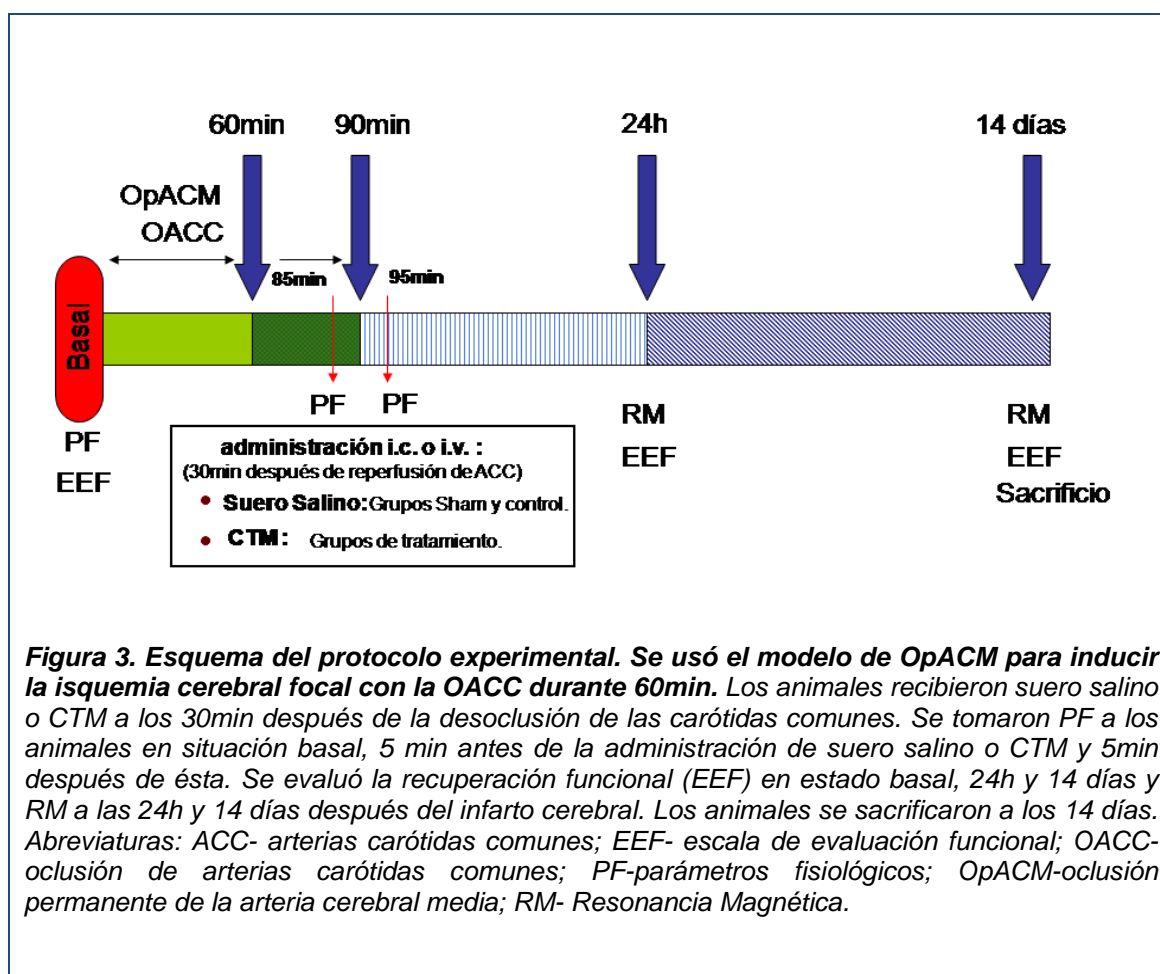 60min 90min 24h 14 días
OpACM
OACC
85min 95min
Basal
PF PF
PF
EEF
RM
EEF
RM
EEF
Sacrificio
administración i.c. o i.v. :
(30min después de reperfusión de ACC)
• Suero Salino: Grupos Sham y control.
• CTM: Grupos de tratamiento.
Figura 3. Esquema del protocolo experimental. Se usó el modelo de OpACM para inducir
la isquemia cerebral focal con la OACC durante 60min. Los animales recibieron suero salino
o CTM a los 30min después de la desoclusión de las carótidas comunes. Se tomaron PF a los
animales en situación basal, 5 min antes de la administración de suero salino o CTM y 5min
después de ésta. Se evaluó la recuperación funcional (EEF) en estado basal, 24h y 14 días y
RM a las 24h y 14 días después del infarto cerebral. Los animales se sacrificaron a los 14 días.
Abreviaturas: ACC- arterias carótidas comunes; EEF- escala de evaluación funcional; OACC-
oclusión de arterias carótidas comunes; PF-parámetros fisiológicos; OpACM-oclusión
permanente de la arteria cerebral media; RM- Resonancia Magnética.